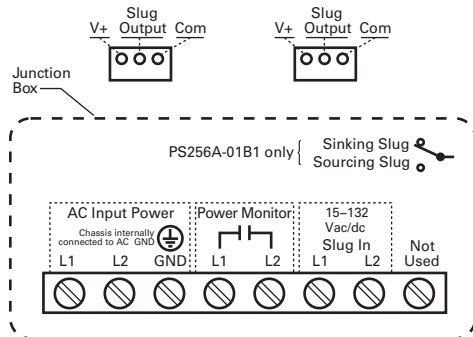 Slug
V+ Output Com
Slug
V+ Output Com
Junction
Box
PS256A-01B1 only
Sinking Slug
Sourcing Slug
AC Input Power
Chassis internally
connected to AC GND
L1 L2 GND
Power Monitor
L1 L2
15–132
Vac/dc
Slug In
L1 L2
Not
Used